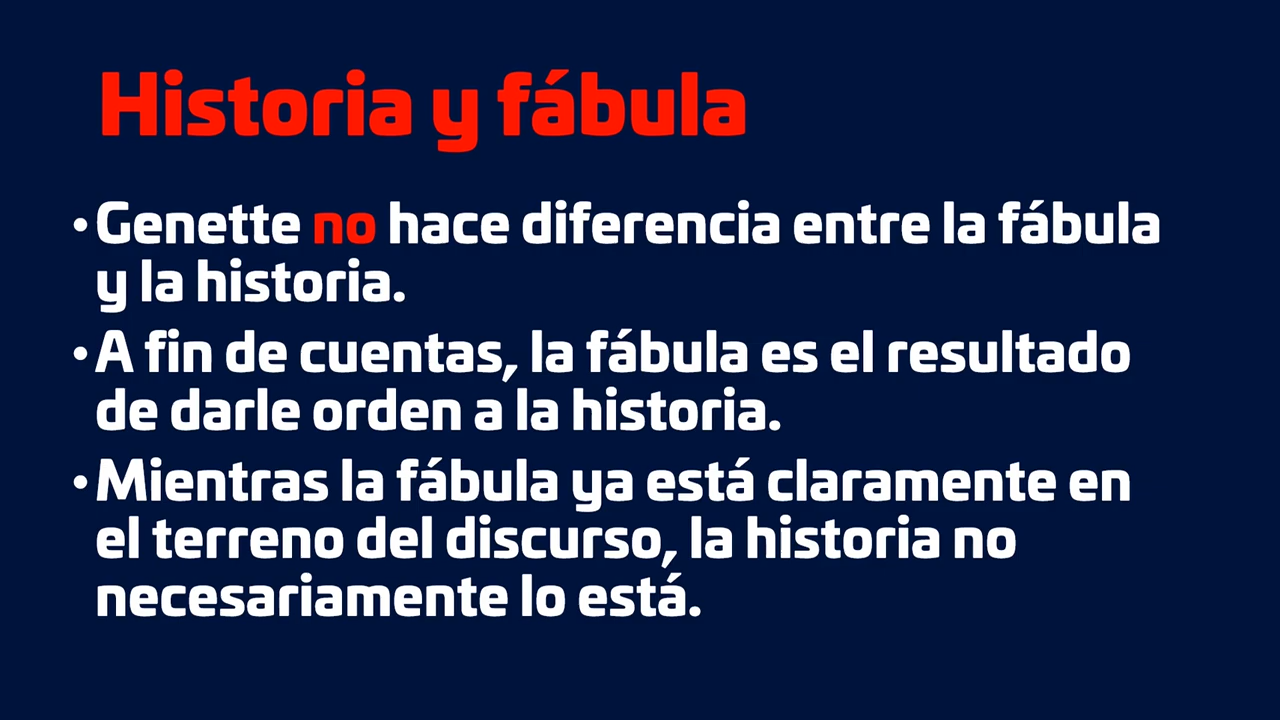 Historia y fábula
•Genette no hace diferencia entre la fábula
y la historia.
•A fin de cuentas, la fábula es el resultado
de darle orden a la historia.
•Mientras la fábula ya está claramente en
el terreno del discurso, la historia no
necesariamente lo está.